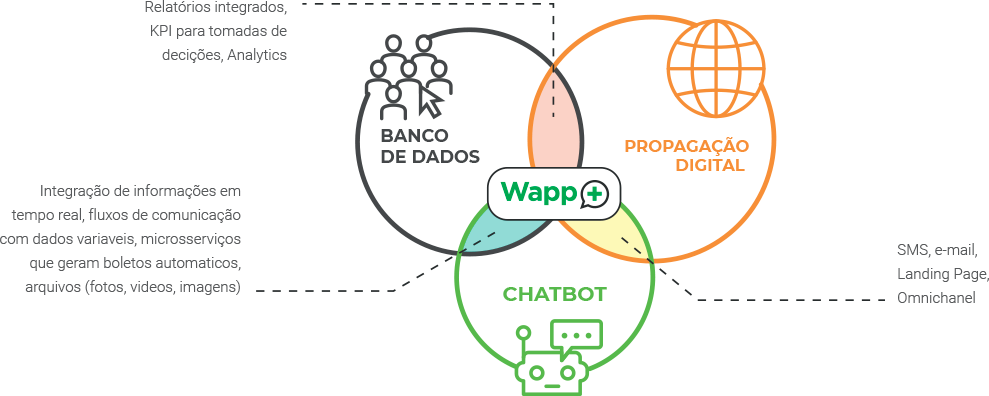 Relatórios integrados,
KPI para tomadas de
decições, Analytics
BANCO
DE DADOS
PROPAGAÇÃO
DIGITAL
Wapp+
Integração de informações em
tempo real, fluxos de comunicação
com dados variaveis, microsserviços
que geram boletos automaticos,
arquivos (fotos, videos, imagens)
SMS, e-mail,
Landing Page,
Omnichanel
CHATBOT